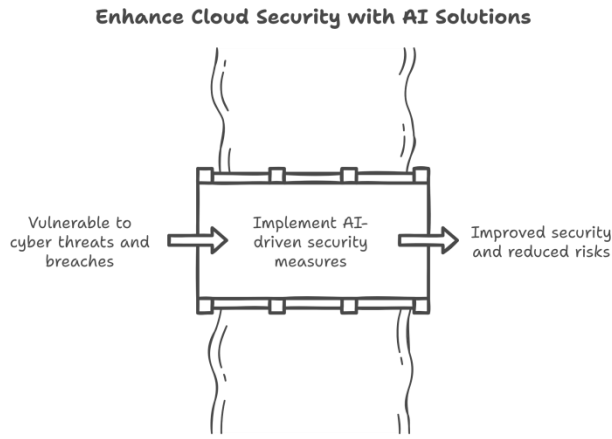 Enhance Cloud Security with AI Solutions
Vulnerable to
cyber threats and
breaches
Implement AI-
driven security
measures
Improved security
and reduced risks